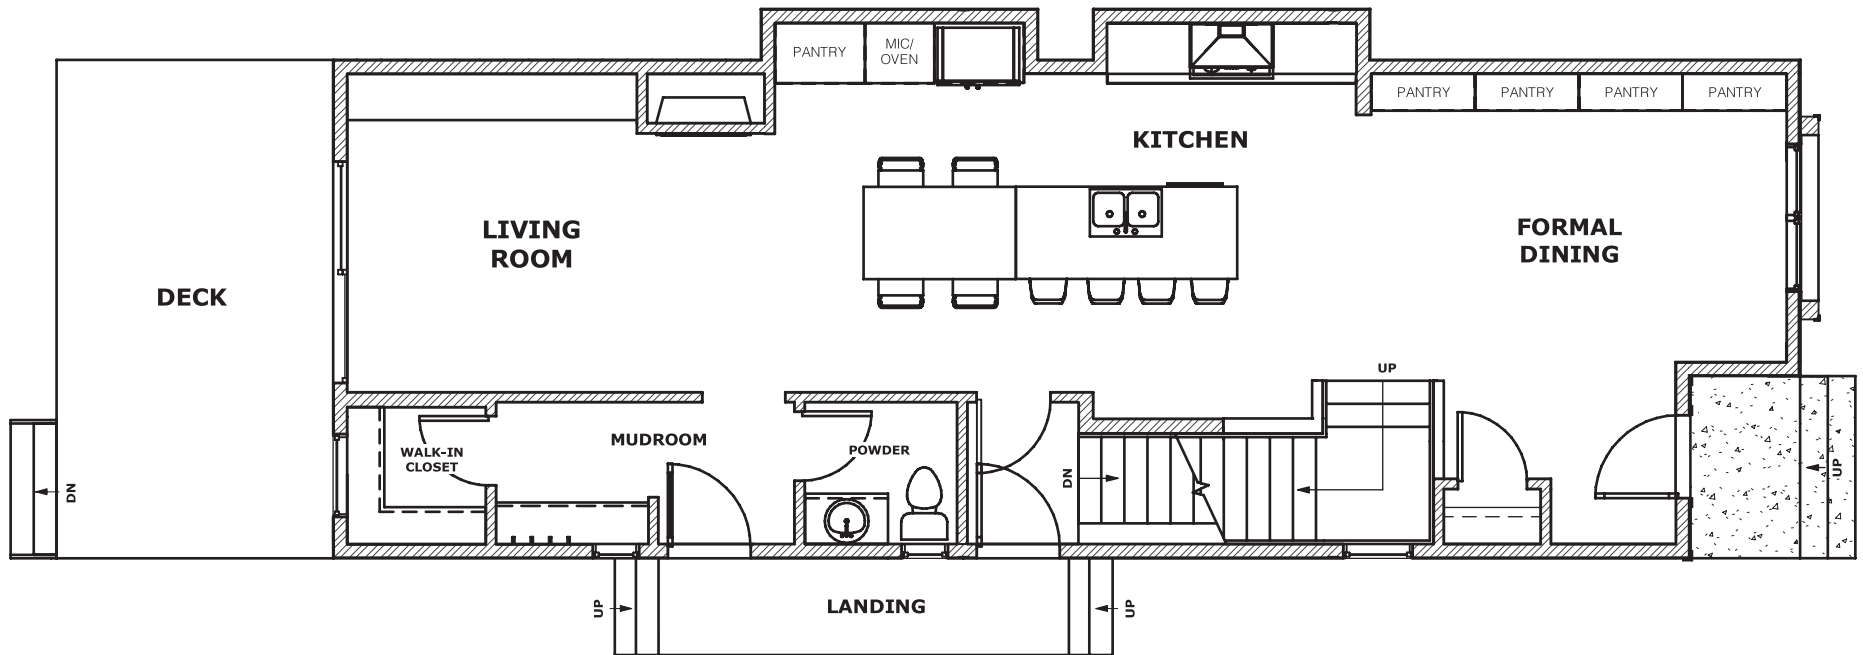 PANTRY
MIC/
OVEN
PANTRY
PANTRY
PANTRY
PANTRY
KITCHEN
LIVING
ROOM
FORMAL
DINING
DECK
UP
MUDROOM
POWDER
WALK-IN
CLOSET
DN
DN
UP
UP
LANDING
UP